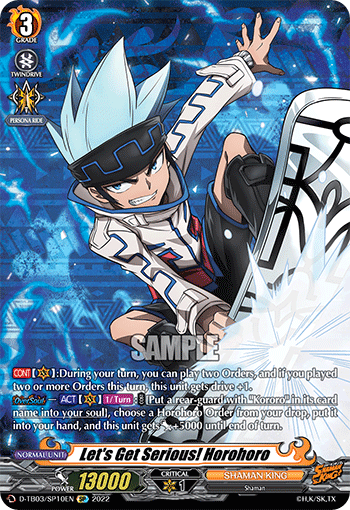 3
GRADE
TWINDRIVE
PERSONA RIDE
SAMPLE
CONT :During your turn, you can play two Orders, and if you played
two or more Orders this turn, this unit gets drive +1.
OverSoul – ACT 1/Turn : [Put a rear-guard with "Kororo" in its card
name into your soul], choose a Horohoro Order from your drop, put it
into your hand, and this unit gets +5000 until end of turn.
NORMAL UNIT
Let's Get Serious! Horohoro
POWER 13000
CRITICAL
1
SHAMAN KING
Shaman
SHAMAN KING
D-TB03/SP10EN SP 2022
©H,K/SK,TX